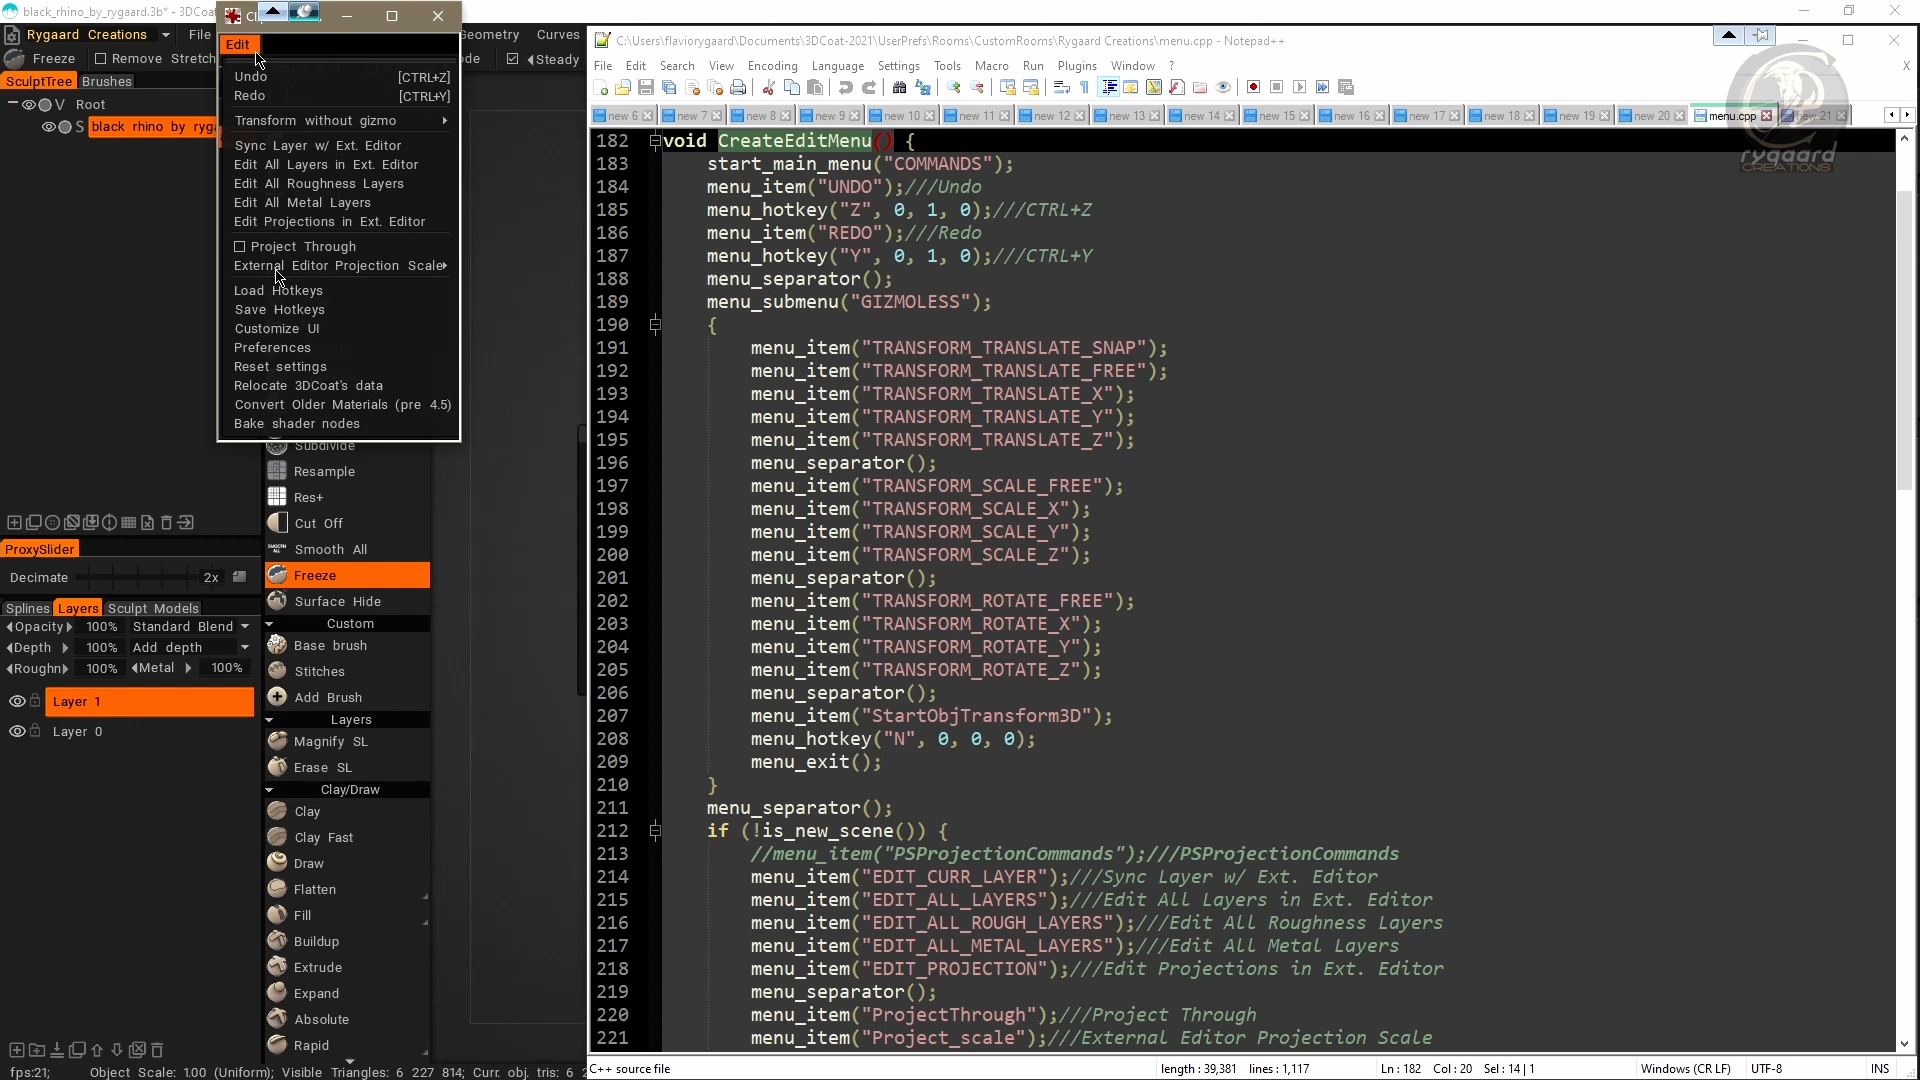 black_rhino_by_rygaard.3b* - 3DCoat
Rygaard Creations
File
Geometry
Curves
Freeze
Remove
Stretch
Steady
SculptTree
Brushes
V Root
S black rhino by ryga
Edit
Undo [CTRL+Z]
Redo [CTRL+Y]
Transform without gizmo
Sync Layer w/ Ext. Editor
Edit All Layers in Ext. Editor
Edit All Roughness Layers
Edit All Metal Layers
Edit Projections in Ext. Editor
Project Through
External Editor Projection Scale
Load Hotkeys
Save Hotkeys
Customize UI
Preferences
Reset settings
Relocate 3DCoat's data
Convert Older Materials (pre 4.5)
Bake shader nodes
Subdivide
Resample
Res+
Cut Off
Smooth All
Freeze
Surface Hide
Custom
Base brush
Stitches
Add Brush
Layers
Magnify SL
Erase SL
Clay/Draw
Clay
Clay Fast
Draw
Flatten
Fill
Buildup
Extrude
Expand
Absolute
Rapid
ProxySlider
Decimate 2x
Splines Layers Sculpt Models
Opacity 100% Standard Blend
Depth 100% Add depth
Roughn 100% Metal 100%
Layer 1
Layer 0
fps:21; Object Scale: 1.00 (Uniform); Visible Triangles: 6 227 814; Curr. obj. tris: 6 2
C:\Users\flaviorygaard\Documents\3DCoat-2021\UserPrefs\Rooms\CustomRooms\Rygaard Creations\menu.cpp - Notepad++
File Edit Search View Encoding Language Settings Tools Macro Run Plugins Window ? X
new 6 new 7 new 8 new 9 new 10 new 11 new 12 new 13 new 14 new 15 new 16 new 17 new 18 new 19 new 20 menu.cpp new 21
rygaard
CREATIONS
182 void CreateEditMenu() {
183 start_main_menu("COMMANDS");
184 menu_item("UNDO");///Undo
185 menu_hotkey("Z", 0, 1, 0);///CTRL+Z
186 menu_item("REDO");///Redo
187 menu_hotkey("Y", 0, 1, 0);///CTRL+Y
188 menu_separator();
189 menu_submenu("GIZMOLESS");
190 {
191 menu_item("TRANSFORM_TRANSLATE_SNAP");
192 menu_item("TRANSFORM_TRANSLATE_FREE");
193 menu_item("TRANSFORM_TRANSLATE_X");
194 menu_item("TRANSFORM_TRANSLATE_Y");
195 menu_item("TRANSFORM_TRANSLATE_Z");
196 menu_separator();
197 menu_item("TRANSFORM_SCALE_FREE");
198 menu_item("TRANSFORM_SCALE_X");
199 menu_item("TRANSFORM_SCALE_Y");
200 menu_item("TRANSFORM_SCALE_Z");
201 menu_separator();
202 menu_item("TRANSFORM_ROTATE_FREE");
203 menu_item("TRANSFORM_ROTATE_X");
204 menu_item("TRANSFORM_ROTATE_Y");
205 menu_item("TRANSFORM_ROTATE_Z");
206 menu_separator();
207 menu_item("StartObjTransform3D");
208 menu_hotkey("N", 0, 0, 0);
209 menu_exit();
210 }
211 menu_separator();
212 if (!is_new_scene()) {
213 //menu_item("PSProjectionCommands");///PSProjectionCommands
214 menu_item("EDIT_CURR_LAYER");///Sync Layer w/ Ext. Editor
215 menu_item("EDIT_ALL_LAYERS");///Edit All Layers in Ext. Editor
216 menu_item("EDIT_ALL_ROUGH_LAYERS");///Edit All Roughness Layers
217 menu_item("EDIT_ALL_METAL_LAYERS");///Edit All Metal Layers
218 menu_item("EDIT_PROJECTION");///Edit Projections in Ext. Editor
219 menu_separator();
220 menu_item("ProjectThrough");///Project Through
221 menu_item("Project_scale");///External Editor Projection Scale
C++ source file length : 39,381 lines : 1,117 Ln : 182 Col : 20 Sel : 14 | 1 Windows (CR LF) UTF-8 INS